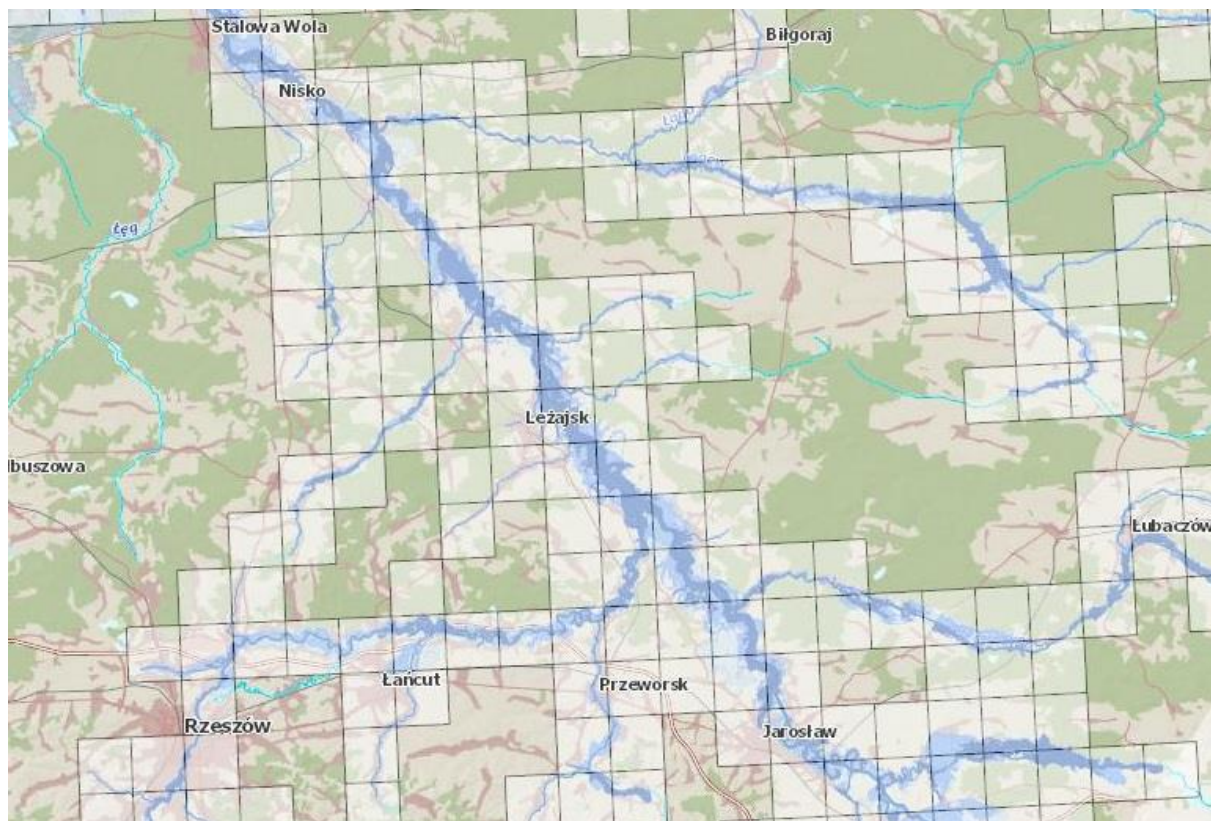 Stalowa Wola
Biłgoraj
Nisko
Łęg
Leżajsk
lbuszowa
Łubaczów
Łańcut
Przeworsk
Rzeszów
Jarosław